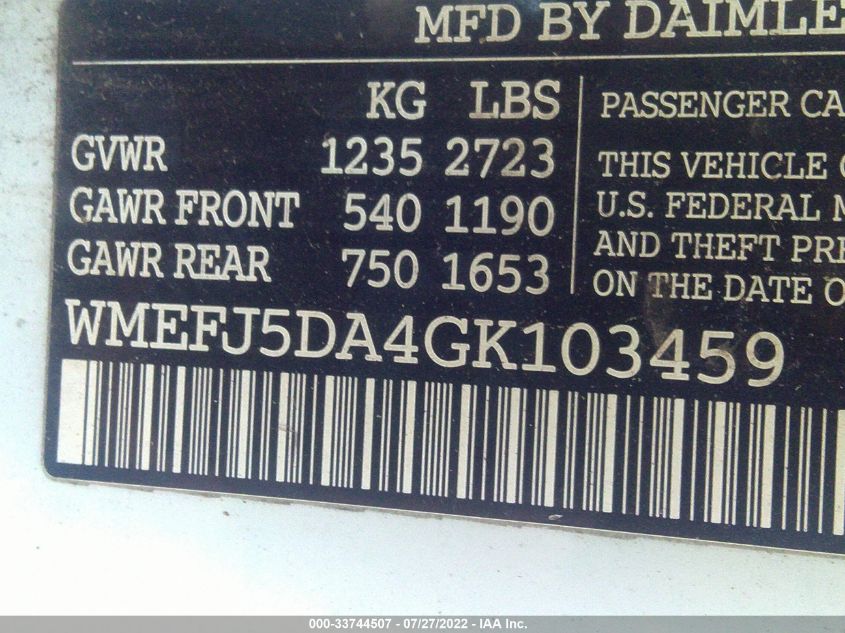 MFD BY DAIMLE
KG LBS
GVWR 1235 2723
GAWR FRONT 540 1190
GAWR REAR 750 1653
PASSENGER CA
THIS VEHICLE
U.S. FEDERAL M
AND THEFT PRE
ON THE DATE O
WMEFJ5DA4GK103459
000-33744507 - 07/27/2022 - IAA Inc.